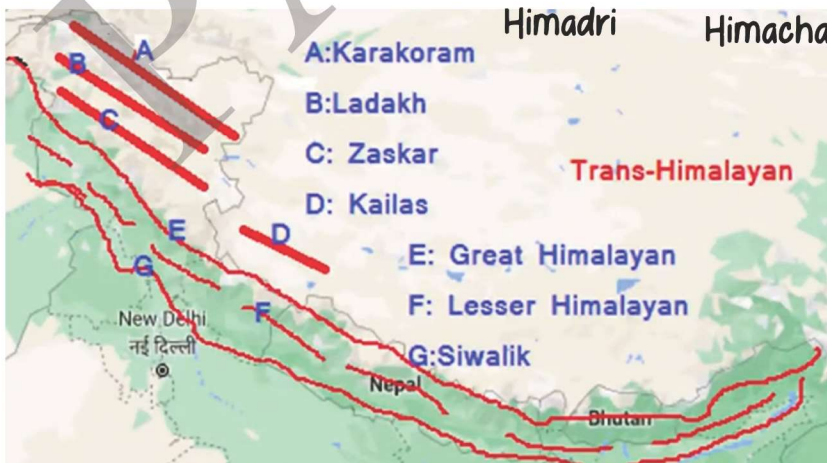 Himadri Himacha
A
A:Karakoram
B
B:Ladakh
C
C: Zaskar
Trans-Himalayan
D: Kailas
E
D
E: Great Himalayan
G
F
F: Lesser Himalayan
New Delhi
नई दिल्ली
G:Siwalik
Nepal
Bhutan